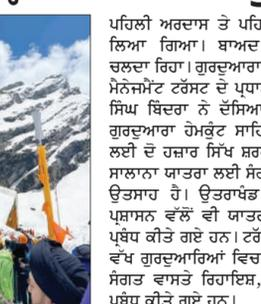 ਪਹਿਲੀ ਅਰਦਾਸ ਤੇ ਪਹਿ
ਲਿਆ ਗਿਆ। ਬਾਅਦ
ਚਲਦਾ ਰਿਹਾ। ਗੁਰਦੁਆਰਾ
ਮੈਨੇਜਮੈਂਟ ਟਰੱਸਟ ਦੇ ਪ੍ਰਧਾ
ਸਿੰਘ ਬਿੰਦਰਾ ਨੇ ਦੱਸਿਆ
ਗੁਰਦੁਆਰਾ ਹੇਮਕੁੰਟ ਸਾਹਿ
ਲਈ ਦੋ ਹਜ਼ਾਰ ਸਿੱਖ ਸ਼ਰ
ਸਾਲਾਨਾ ਯਾਤਰਾ ਲਈ ਸੰ
ਉਤਸਾਹ ਹੈ। ਉਤਰਾਖੰਡ
ਪ੍ਰਸ਼ਾਸਨ ਵੱਲੋਂ ਵੀ ਯਾਤਰ
ਪ੍ਰਬੰਧ ਕੀਤੇ ਗਏ ਹਨ। ਟਰੱ
ਵੱਖ ਗੁਰਦੁਆਰਿਆਂ ਵਿਚ
ਸੰਗਤ ਵਾਸਤੇ ਰਿਹਾਇਸ਼,
ਪ੍ਰਬੰਧ ਕੀਤੇ ਗਏ ਹਨ।